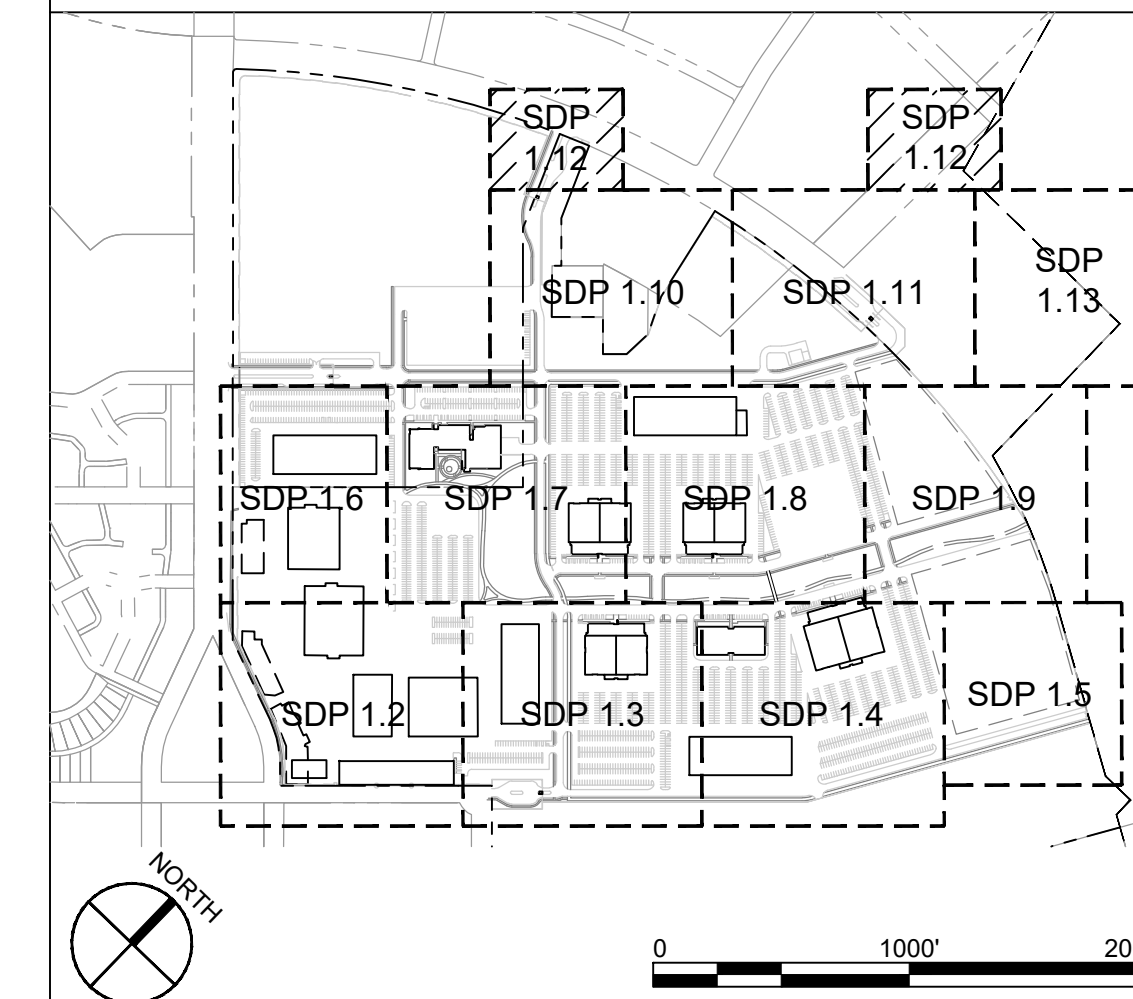 SDP
1.12
SDP
1.12
SDP
1.13
SDP 1.10
SDP 1.11
SDP 1.6
SDP 1.7
SDP 1.8
SDP 1.9
SDP 1.2
SDP 1.3
SDP 1.4
SDP 1.5
NORTH
0
1000'
20